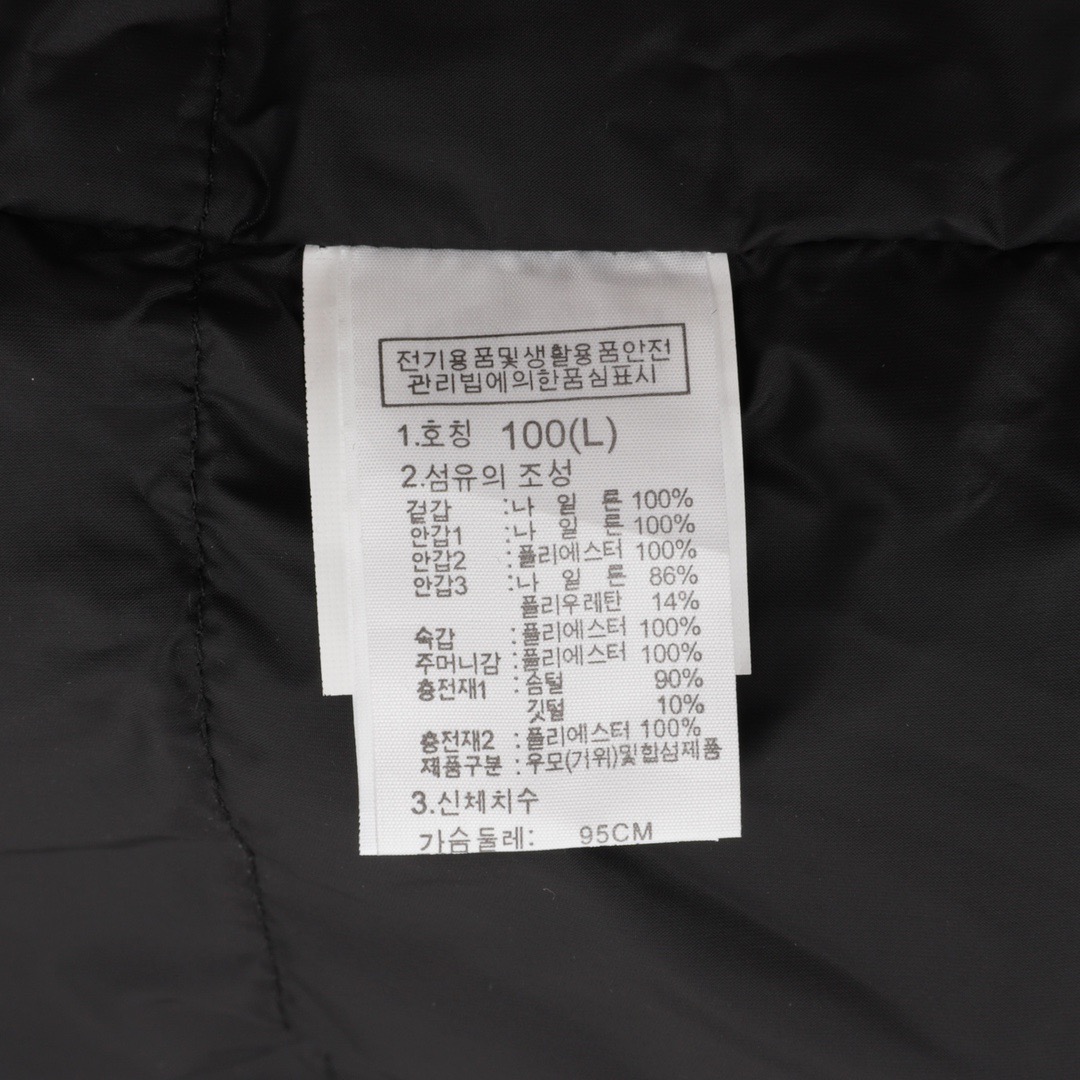 전기용품및생활용품안전
관리빕에의한품심표시
1.호칭 100(L)
2.섬유의 조성
겉갑 :나 일 론 100%
안갑1 :나 일 론 100%
안갑2 :폴리에스터 100%
안갑3 :나 일 론 86%
폴리우레탄 14%
속갑 :폴리에스터 100%
주머니감 :폴리에스터 100%
충전재1 :솜털 90%
깃털 10%
충전재2 :폴리에스터 100%
제품구분 :우모(거위)및합섬제품
3.신체치수
가슴둘레: 95CM